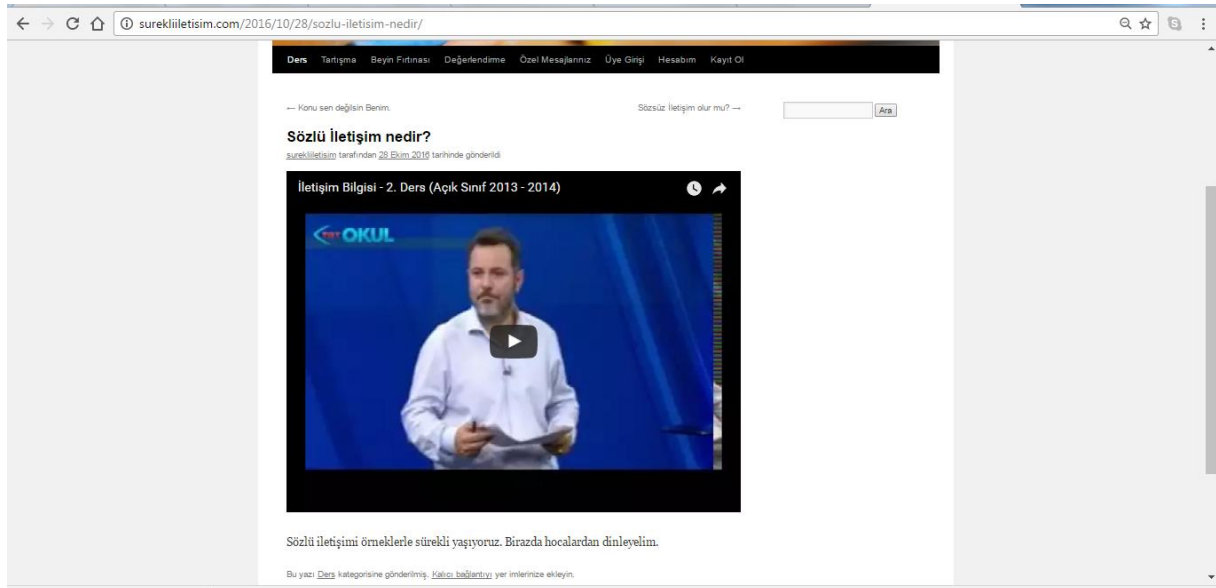 surekliiletisim.com/2016/10/28/sozlu-iletisim-nedir/
Ders Tartışma Beyin Fırtınası Değerlendirme Özel Mesajlarınız Üye Girişi Hesabım Kayıt Ol
← Konu sen değilsin Benim.
Sözsüz İletişim olur mu? →
Ara
Sözlü İletişim nedir?
surekliiletisim tarafından 28 Ekim 2016 tarihinde gönderildi
İletişim Bilgisi - 2. Ders (Açık Sınıf 2013 - 2014)
TRT OKUL
Sözlü iletişimi örneklerle sürekli yaşıyoruz. Birazda hocalardan dinleyelim.
Bu yazı Ders kategorisine gönderilmiş. Kalıcı bağlantıyı yer imlerinize ekleyin.